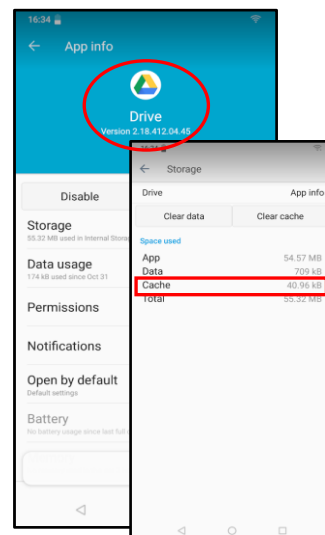 16:34
App info
Drive
Version 2.18.412.04.45
Disable
Storage
55.32 MB used in Internal Stora
Data usage
174 kB used since Oct 31
Permissions
Notifications
Open by default
Default settings
Battery
No battery usage since last full c
16:34
Storage
Drive App info
Clear data Clear cache
Space used
App 54.57 MB
Data 709 kB
Cache 40.96 kB
Total 55.32 MB